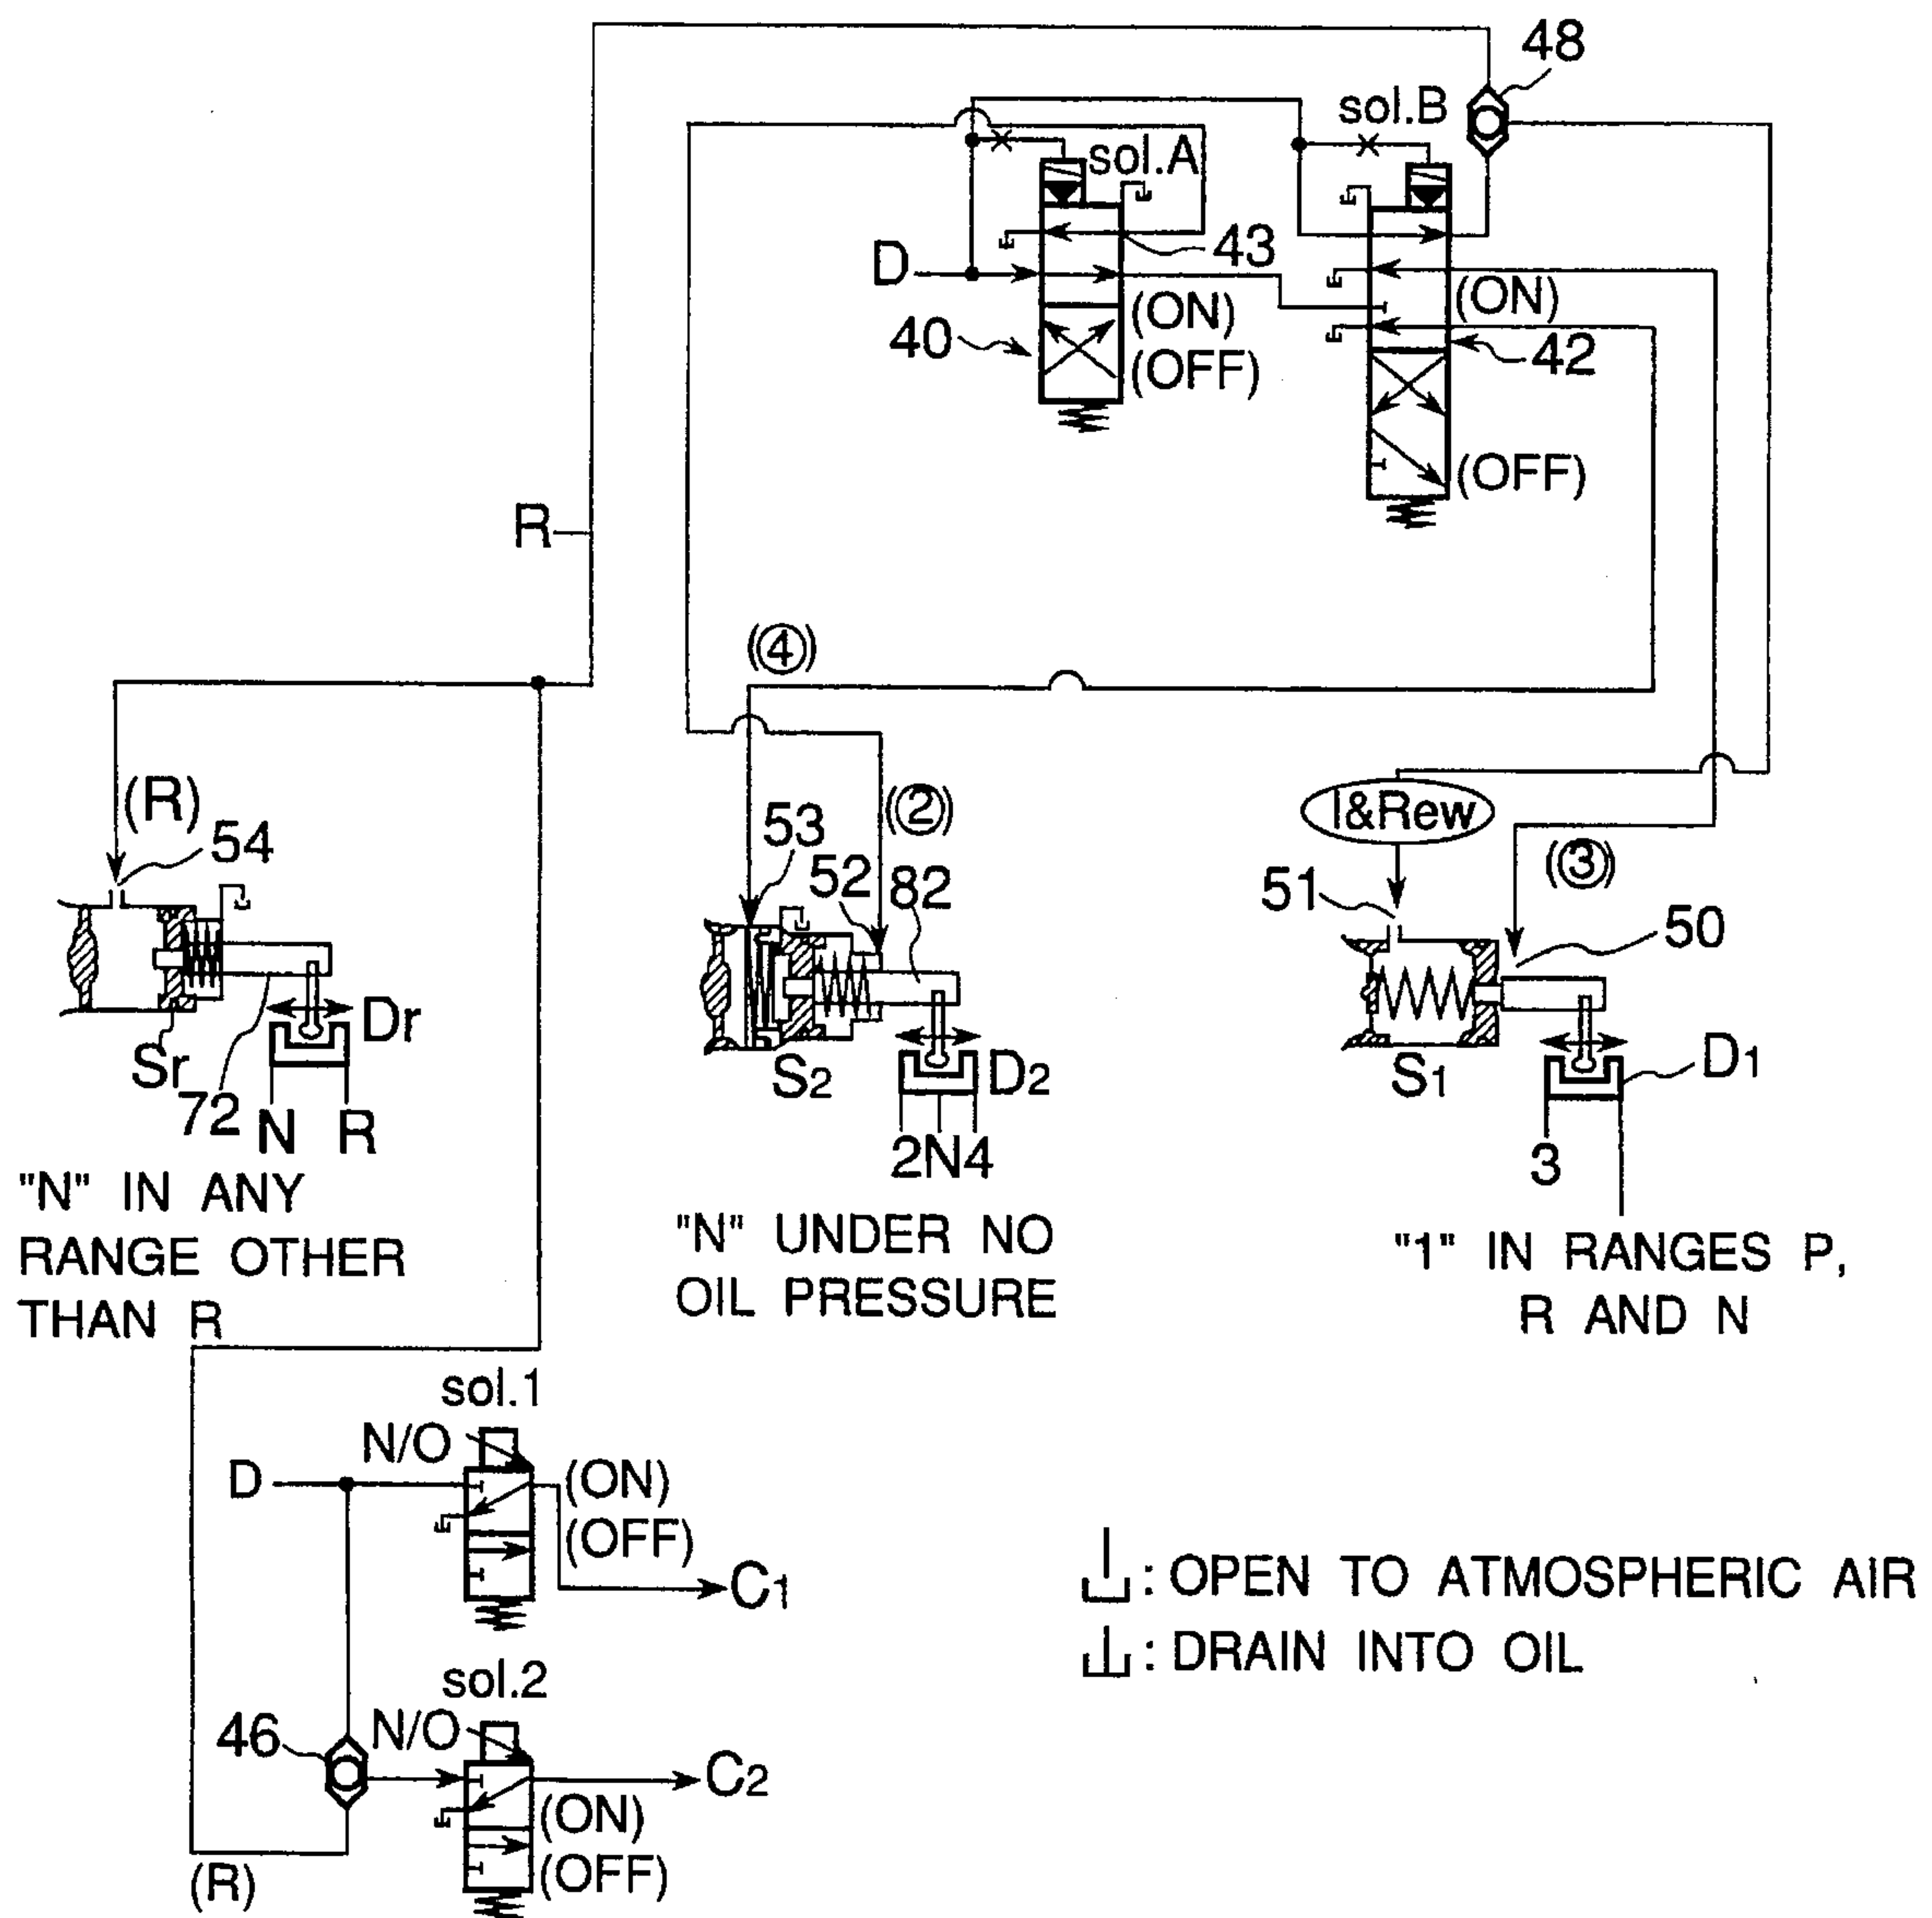 48
sol.B
sol.A
D
43
(ON)
(OFF)
40
(ON)
42
(OFF)
R
(④)
(R)
54
53
(②)
52
82
I&Rew
51
(③)
50
Sr
72
Dr
N R
S2
D2
2N4
S1
D1
3
"N" IN ANY
RANGE OTHER
THAN R
"N" UNDER NO
OIL PRESSURE
"1" IN RANGES P,
R AND N
sol.1
N/O
D
(ON)
(OFF)
C1
sol.2
46
N/O
C2
(ON)
(OFF)
(R)
: OPEN TO ATMOSPHERIC AIR
: DRAIN INTO OIL